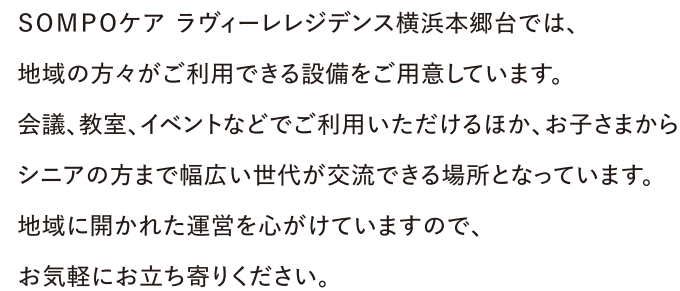 SOMPOケア ラヴィーレレジデンス横浜本郷台では、
地域の方々がご利用できる設備をご用意しています。
会議、教室、イベントなどでご利用いただけるほか、お子さまから
シニアの方まで幅広い世代が交流できる場所となっています。
地域に開かれた運営を心がけていますので、
お気軽にお立ち寄りください。